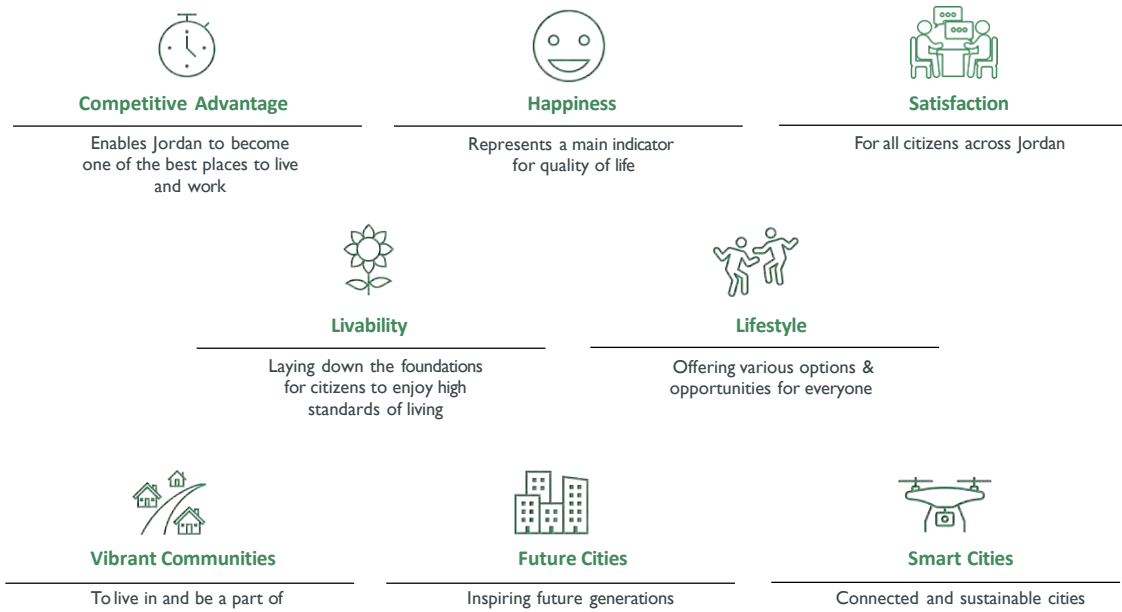 Competitive Advantage
Enables Jordan to become
one of the best places to live
and work
Happiness
Represents a main indicator
for quality of life
Satisfaction
For all citizens across Jordan
Livability
Laying down the foundations
for citizens to enjoy high
standards of living
Lifestyle
Offering various options &
opportunities for everyone
Vibrant Communities
To live in and be a part of
Future Cities
Inspiring future generations
Smart Cities
Connected and sustainable cities